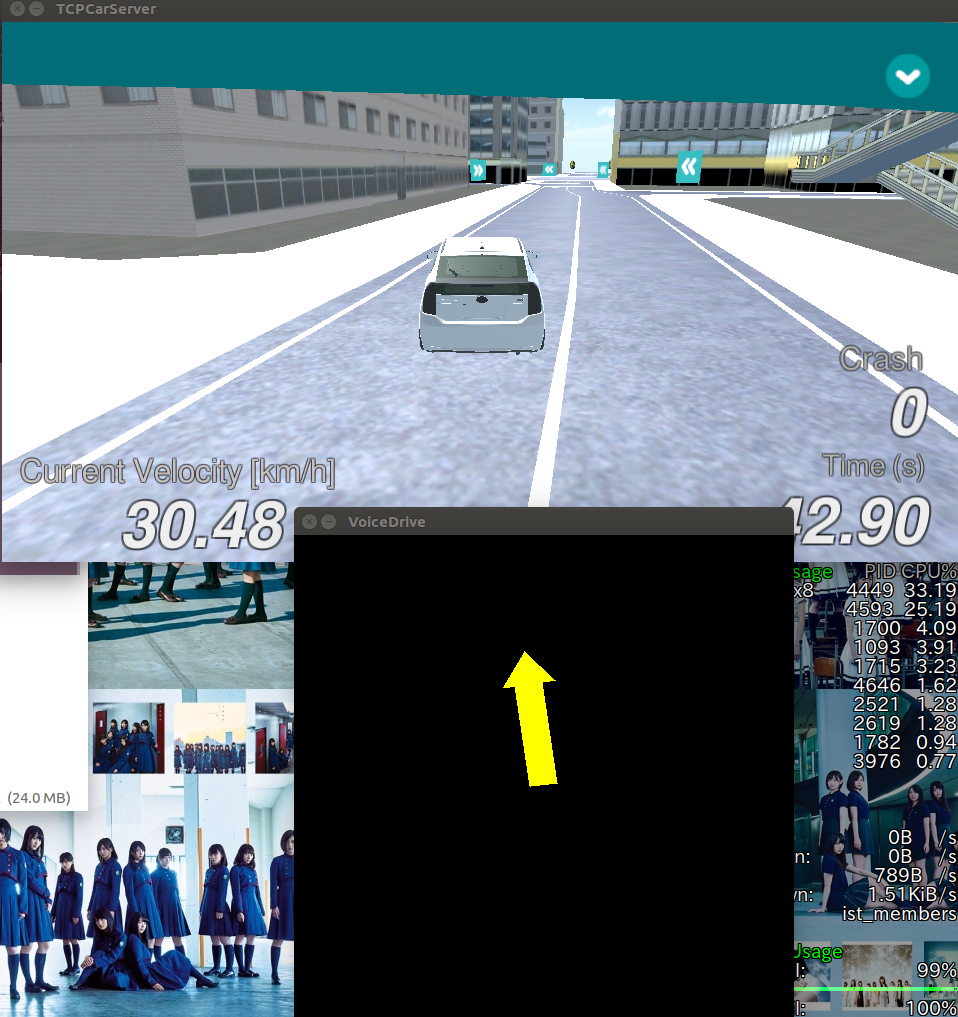 TCPCarServer
Crash
0
Current Velocity [km/h]
Time (s)
30.48
42.90
VoiceDrive
sage PID CPU%
x8 4449 33.19
4593 25.19
1700 4.09
1093 3.91
1715 3.23
4646 1.62
2521 1.28
2619 1.28
1782 0.94
3976 0.77
(24.0 MB)
0B /s
n: 0B /s
789B /s
n: 1.51KiB/s
ist_members
Usage
l: 99%
l: 100%